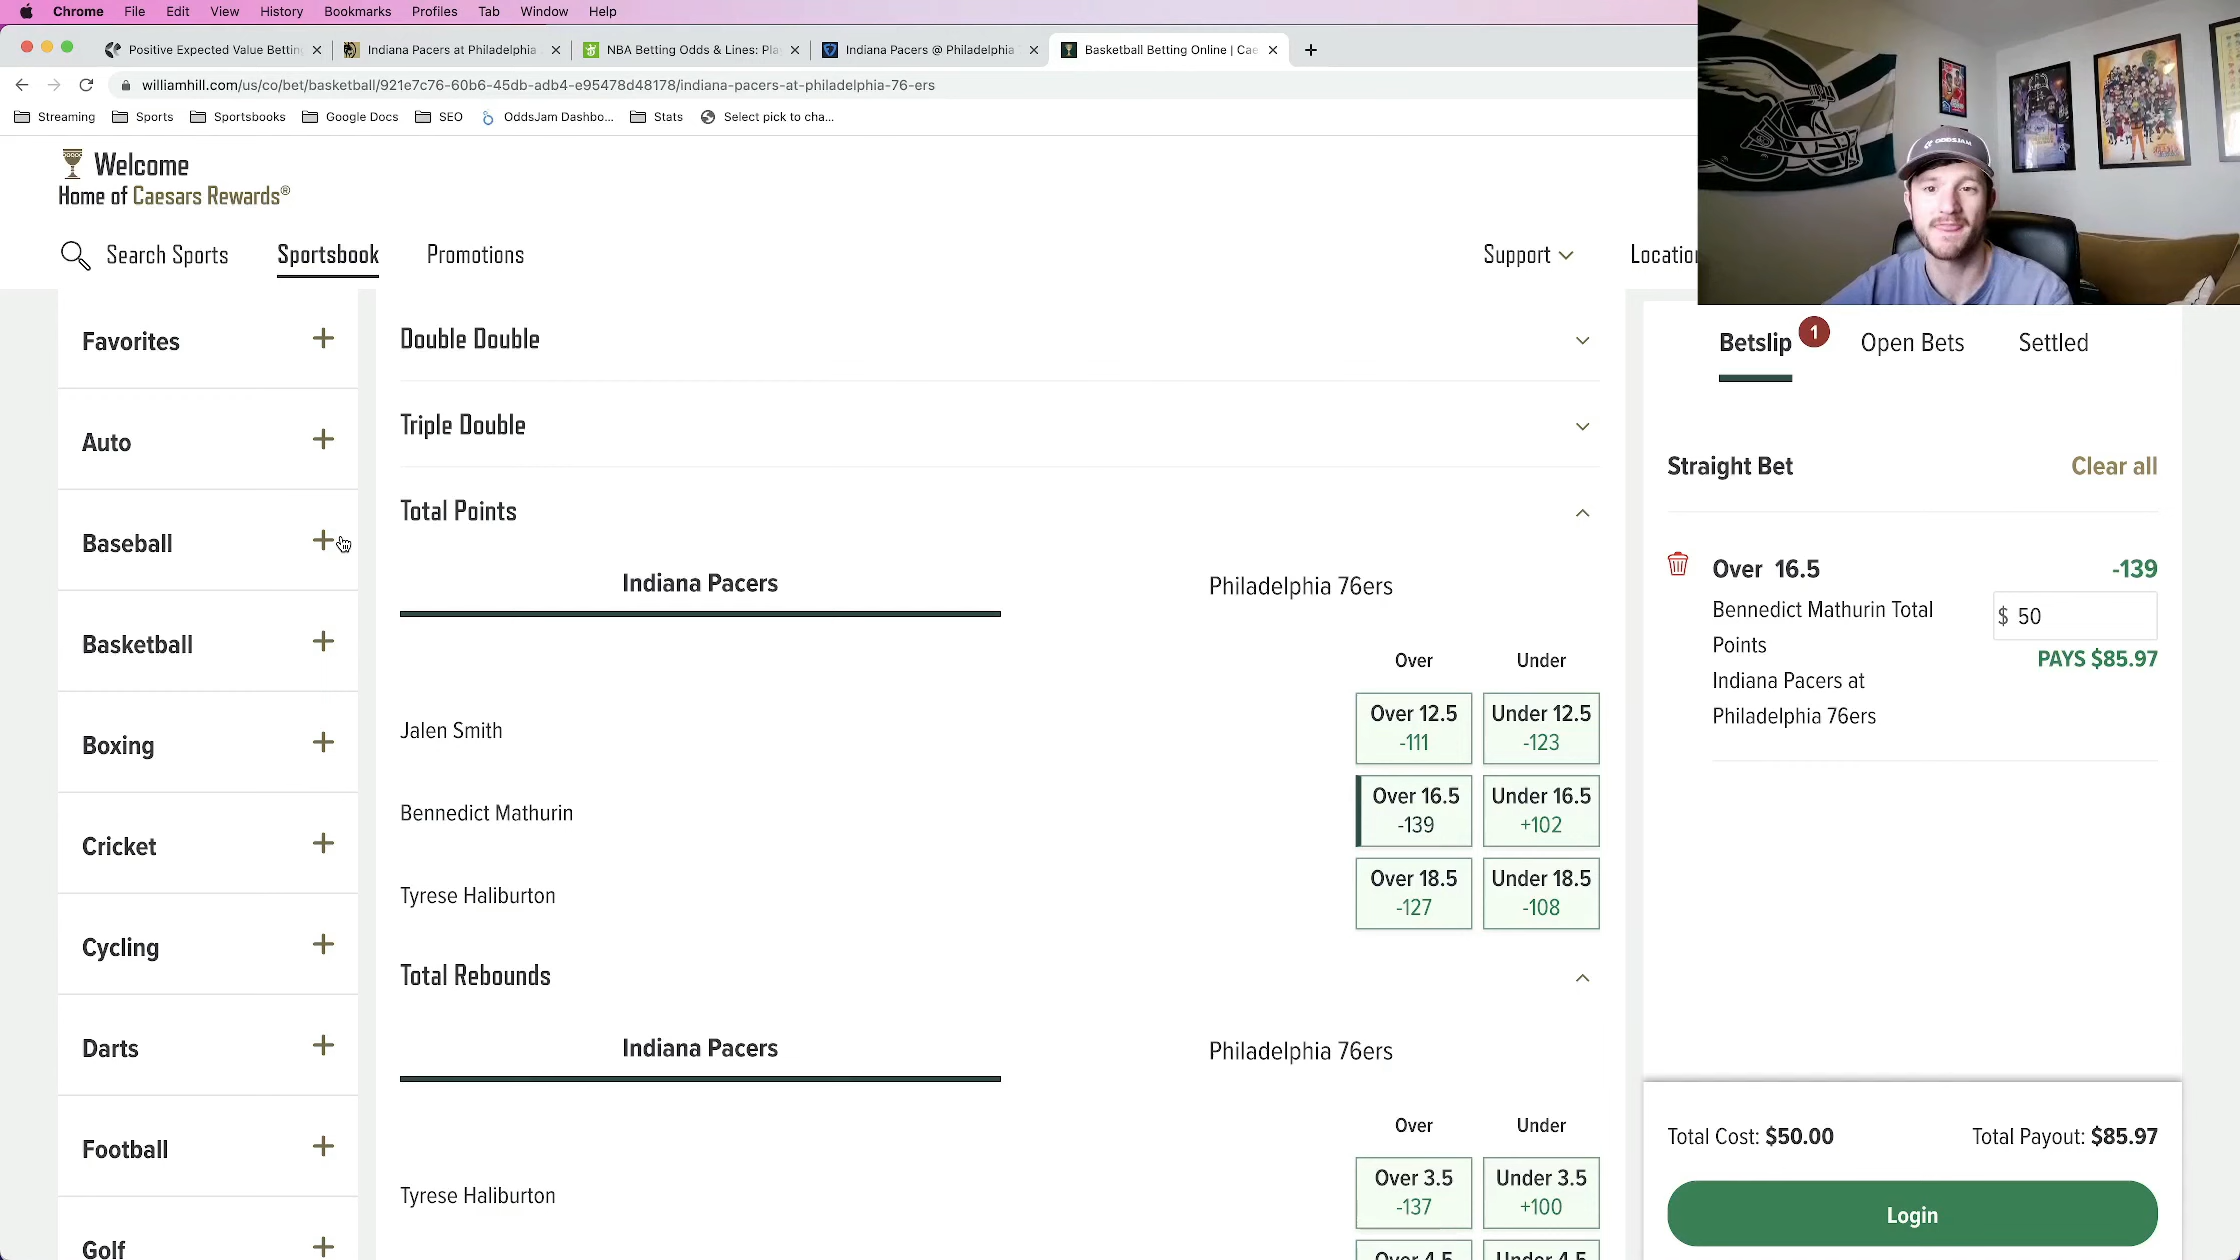 Chrome File Edit View History Bookmarks Profiles Tab Window Help
Positive Expected Value Bettin
Indiana Pacers at Philadelphia
NBA Betting Odds & Lines: Pla
Indiana Pacers @ Philadelphia
Basketball Betting Online | Cae
williamhill.com/us/co/bet/basketball/921e7c76-60b6-45db-adb4-e95478d48178/indiana-pacers-at-philadelphia-76-ers
Streaming Sports Sportsbooks Google Docs SEO OddsJam Dashbo... Stats Select pick to cha...
Welcome
Home of Caesars Rewards®
Search Sports Sportsbook Promotions Support Location
ODDSJAM
Favorites
Auto
Baseball
Basketball
Boxing
Cricket
Cycling
Darts
Football
Golf
Double Double
Triple Double
Total Points
Indiana Pacers Philadelphia 76ers
Over Under
Jalen Smith
Over 12.5 Under 12.5
-111 -123
Bennedict Mathurin
Over 16.5 Under 16.5
-139 +102
Tyrese Haliburton
Over 18.5 Under 18.5
-127 -108
Total Rebounds
Indiana Pacers Philadelphia 76ers
Over Under
Tyrese Haliburton
Over 3.5 Under 3.5
-137 +100
Over 4.5 Under 4.5
Betslip 1 Open Bets Settled
Straight Bet Clear all
Over 16.5 -139
Bennedict Mathurin Total
Points
$ 50
PAYS $85.97
Indiana Pacers at
Philadelphia 76ers
Total Cost: $50.00 Total Payout: $85.97
Login